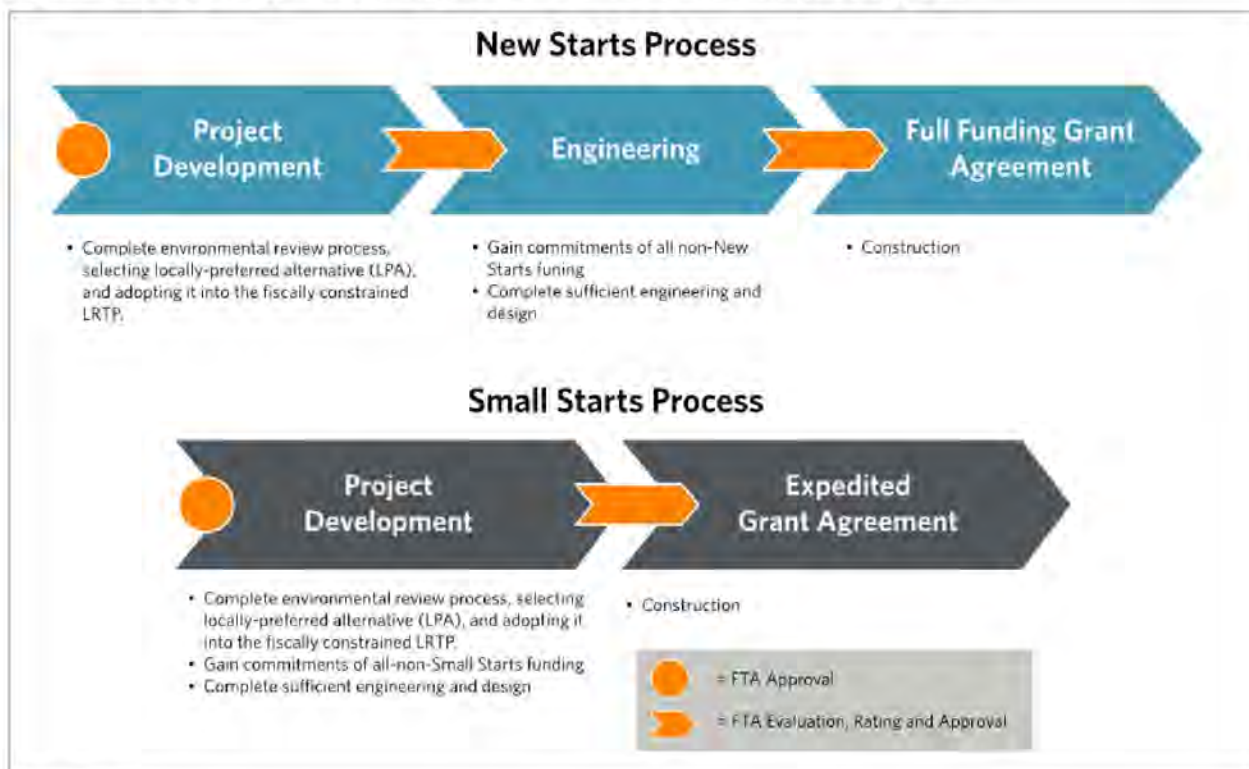 New Starts Process
Project
Development
Engineering
Full Funding Grant
Agreement
• Complete environmental review process,
selecting locally-preferred alternative (LPA),
and adopting it into the fiscally constrained
LRTP.
• Gain commitments of all non-New
Starts funing
• Complete sufficient engineering and
design
• Construction
Small Starts Process
Project
Development
Expedited
Grant Agreement
• Complete environmental review process, selecting
locally-preferred alternative (LPA), and adopting it
into the fiscally constrained LRTP.
• Gain commitments of all-non-Small Starts funding
• Complete sufficient engineering and design
• Construction
= FTA Approval
= FTA Evaluation, Rating and Approval